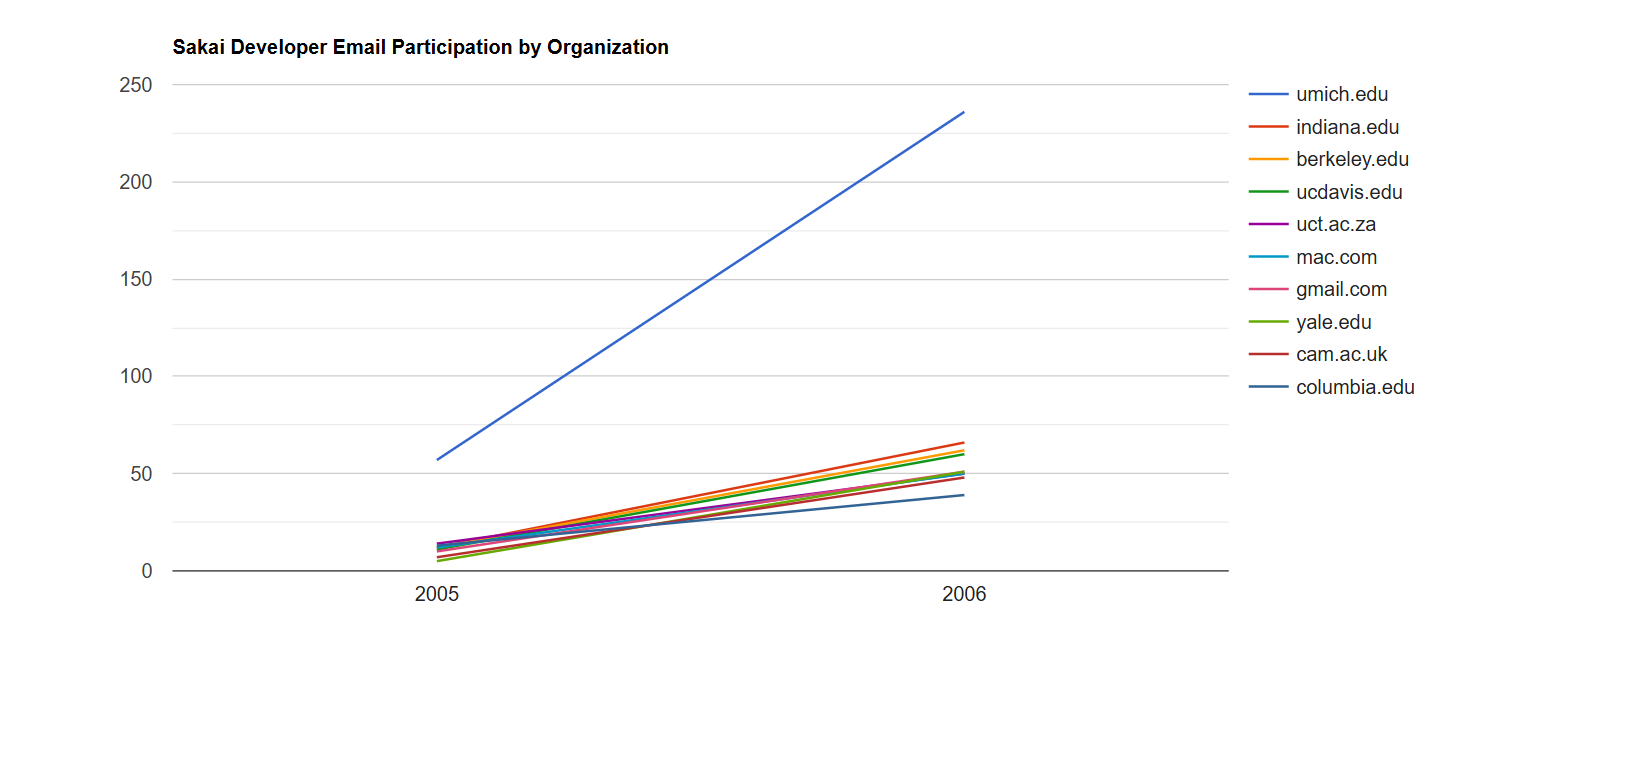 Sakai Developer Email Participation by Organization
250
200
150
100
50
0
2005 2006
umich.edu
indiana.edu
berkeley.edu
ucdavis.edu
uct.ac.za
mac.com
gmail.com
yale.edu
cam.ac.uk
columbia.edu